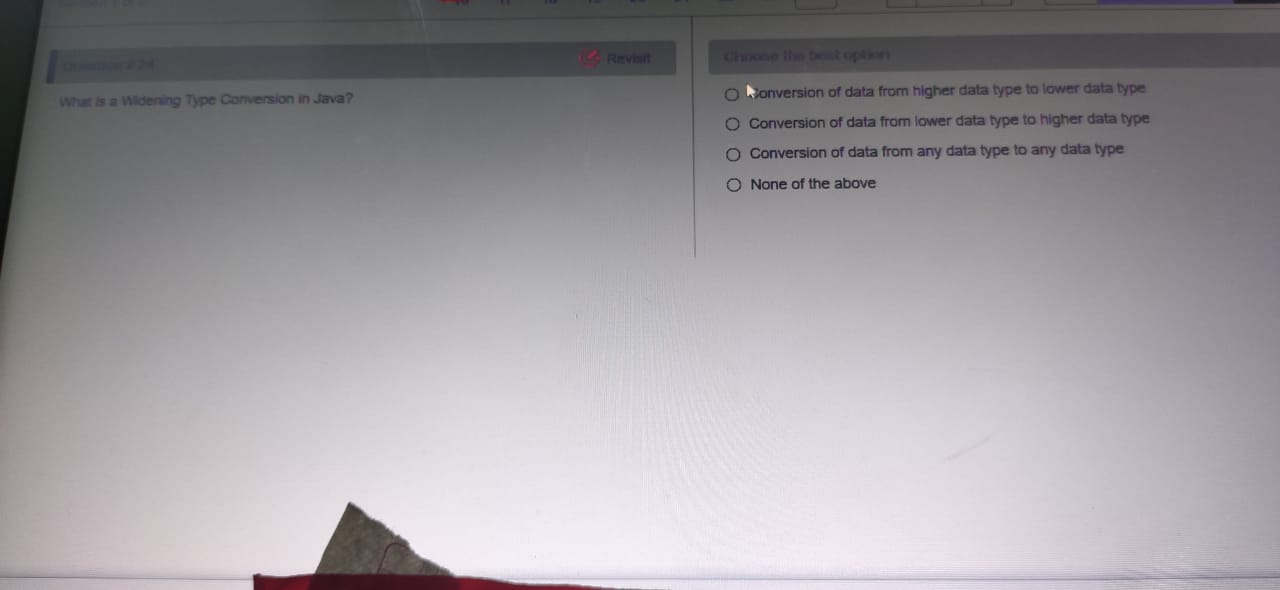 Question # 24
Revisit
What is a Widening Type Conversion in Java?
Choose the best option
Conversion of data from higher data type to lower data type
Conversion of data from lower data type to higher data type
Conversion of data from any data type to any data type
None of the above